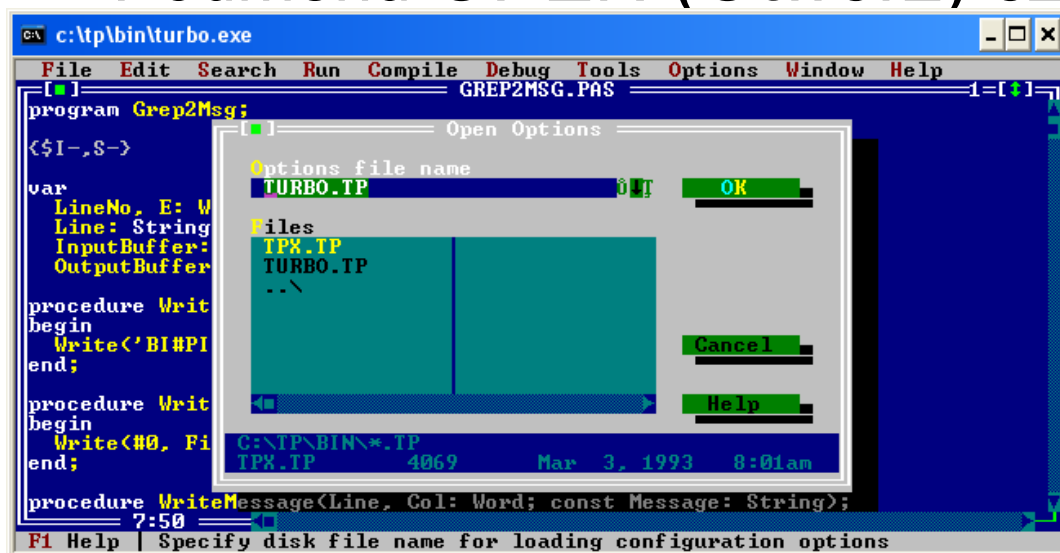 c:\tp\bin\turbo.exe
File Edit Search Run Compile Debug Tools Options Window Help
GREP2MSG.PAS 1
program Grep2Msg;
Open Options
{$I-,S-}
Options file name
TURBO.TP OK
var
LineNo, E: W
Line: String
Files
InputBuffer: TPX.TP
OutputBuffer TURBO.TP
..\
procedure Writ
begin
Write('BI#PI Cancel
end;
procedure Writ Help
begin
Write(#0, Fi C:\TP\BIN\*.TP
end; TPX.TP 4069 Mar 3, 1993 8:01am
procedure WriteMessage(Line, Col: Word; const Message: String);
7:50
F1 Help | Specify disk file name for loading configuration options